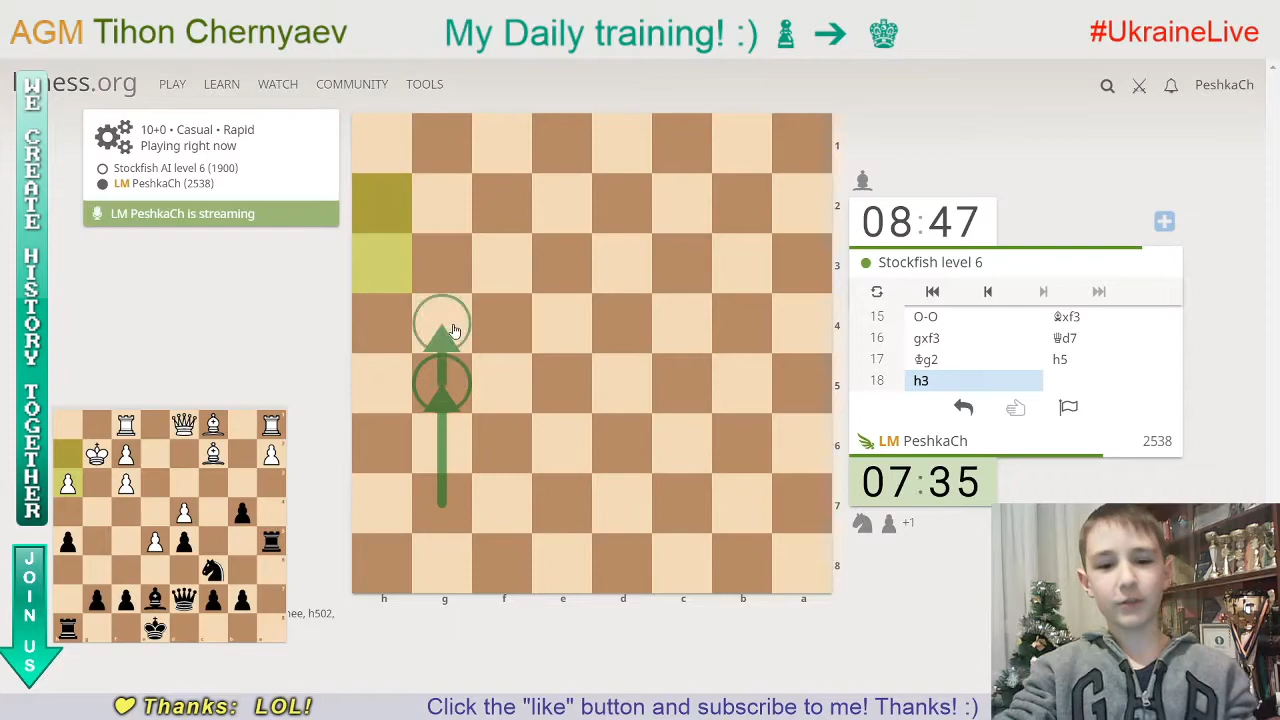 AGM Tihon Chernyaev
My Daily training! :)
#UkraineLive
WE CREATE HISTORY TOGETHER
JOIN US
ness.org
PLAY
LEARN
WATCH
COMMUNITY
TOOLS
PeshkaCh
10+0 • Casual • Rapid
Playing right now
Stockfish AI level 6 (1900)
LM PeshkaCh (2538)
LM PeshkaCh is streaming
1
2
3
4
5
6
7
8
h g f e d c b a
08:47
Stockfish level 6
15 O-O ♝xf3
16 gxf3 ♛d7
17 ♚g2 h5
18 h3
LM PeshkaCh 2538
07:35
+1
nee, h502,
Thanks: LOL!
Click the "like" button and subscribe to me! Thanks! :)